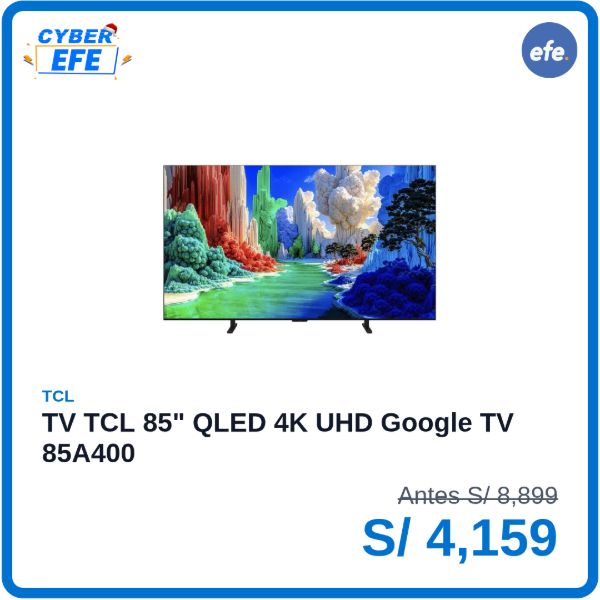 CYBER
EFE
efe.
TCL
TV TCL 85" QLED 4K UHD Google TV
85A400
Antes S/ 8,899
S/ 4,159